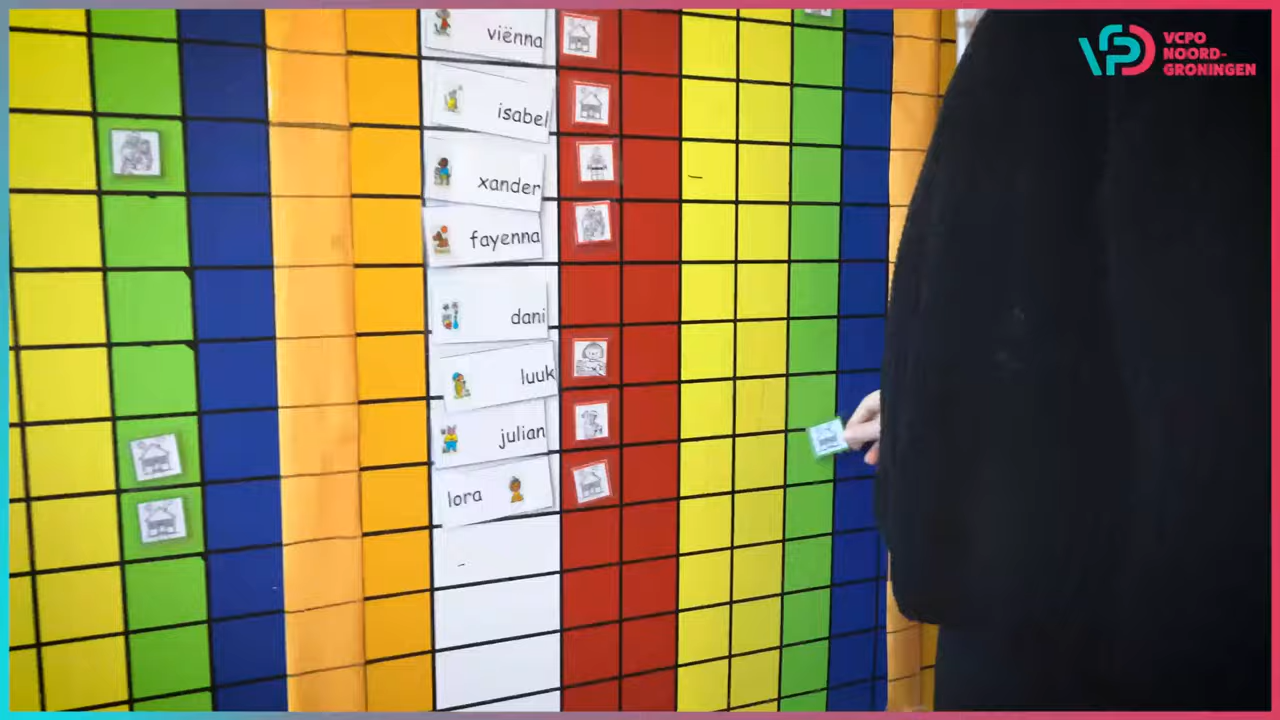 viënna
isabel
xander
fayenna
dani
luuk
julian
lora
VCPO
NOORD-
GRONINGEN